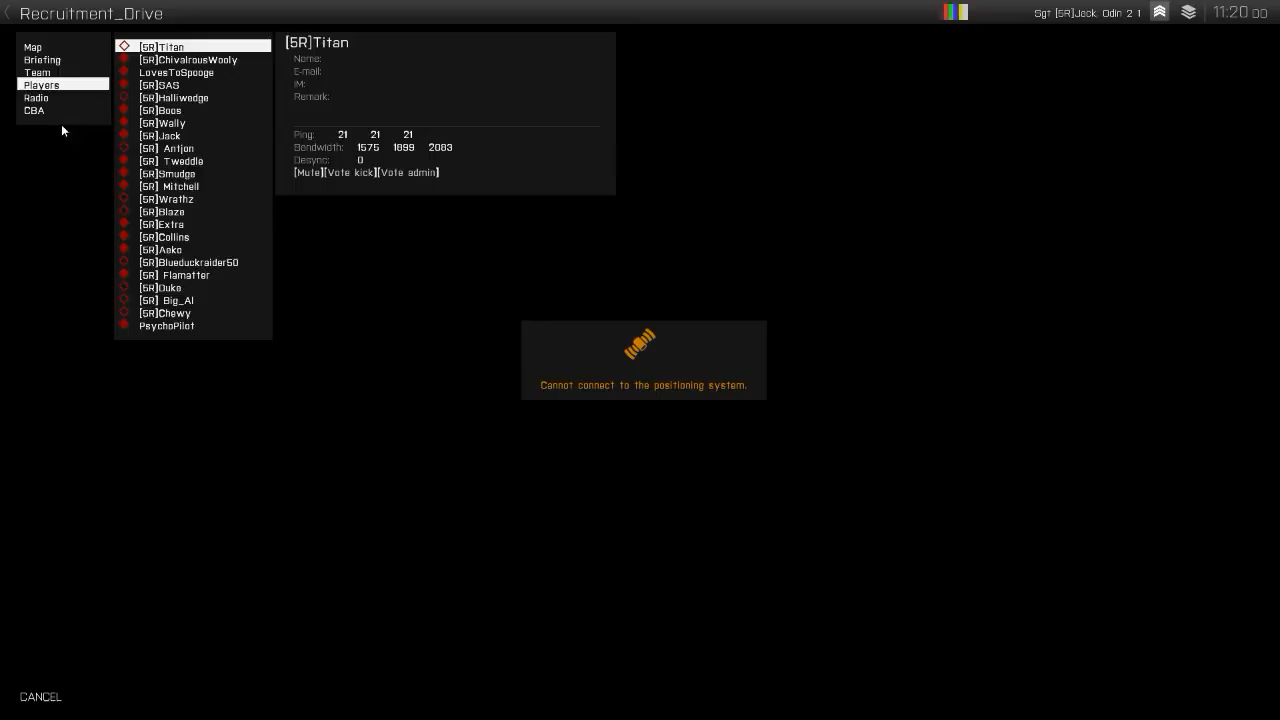 Recruitment_Drive
Sgt [5R]Jack, Odin 2 1
11:20 00
Map
Briefing
Team
Players
Radio
CBA
[5R]Titan
[5R]ChivalrousWooly
LovesToSpooge
[5R]SAS
[5R]Halliwedge
[5R]Boos
[5R]Wally
[5R]Jack
[5R] Antjon
[5R] Tweddle
[5R]Smudge
[5R] Mitchell
[5R]Wrathz
[5R]Blaze
[5R]Extra
[5R]Collins
[5R]Aeko
[5R]Blueduckraider50
[5R] Flamatter
[5R]Duke
[5R] Big_Al
[5R]Chewy
PsychoPilot
[5R]Titan
Name:
E-mail:
IM:
Remark:
Ping: 21 21 21
Bandwidth: 1575 1899 2083
Desync: 0
[Mute][Vote kick][Vote admin]
Cannot connect to the positioning system.
CANCEL